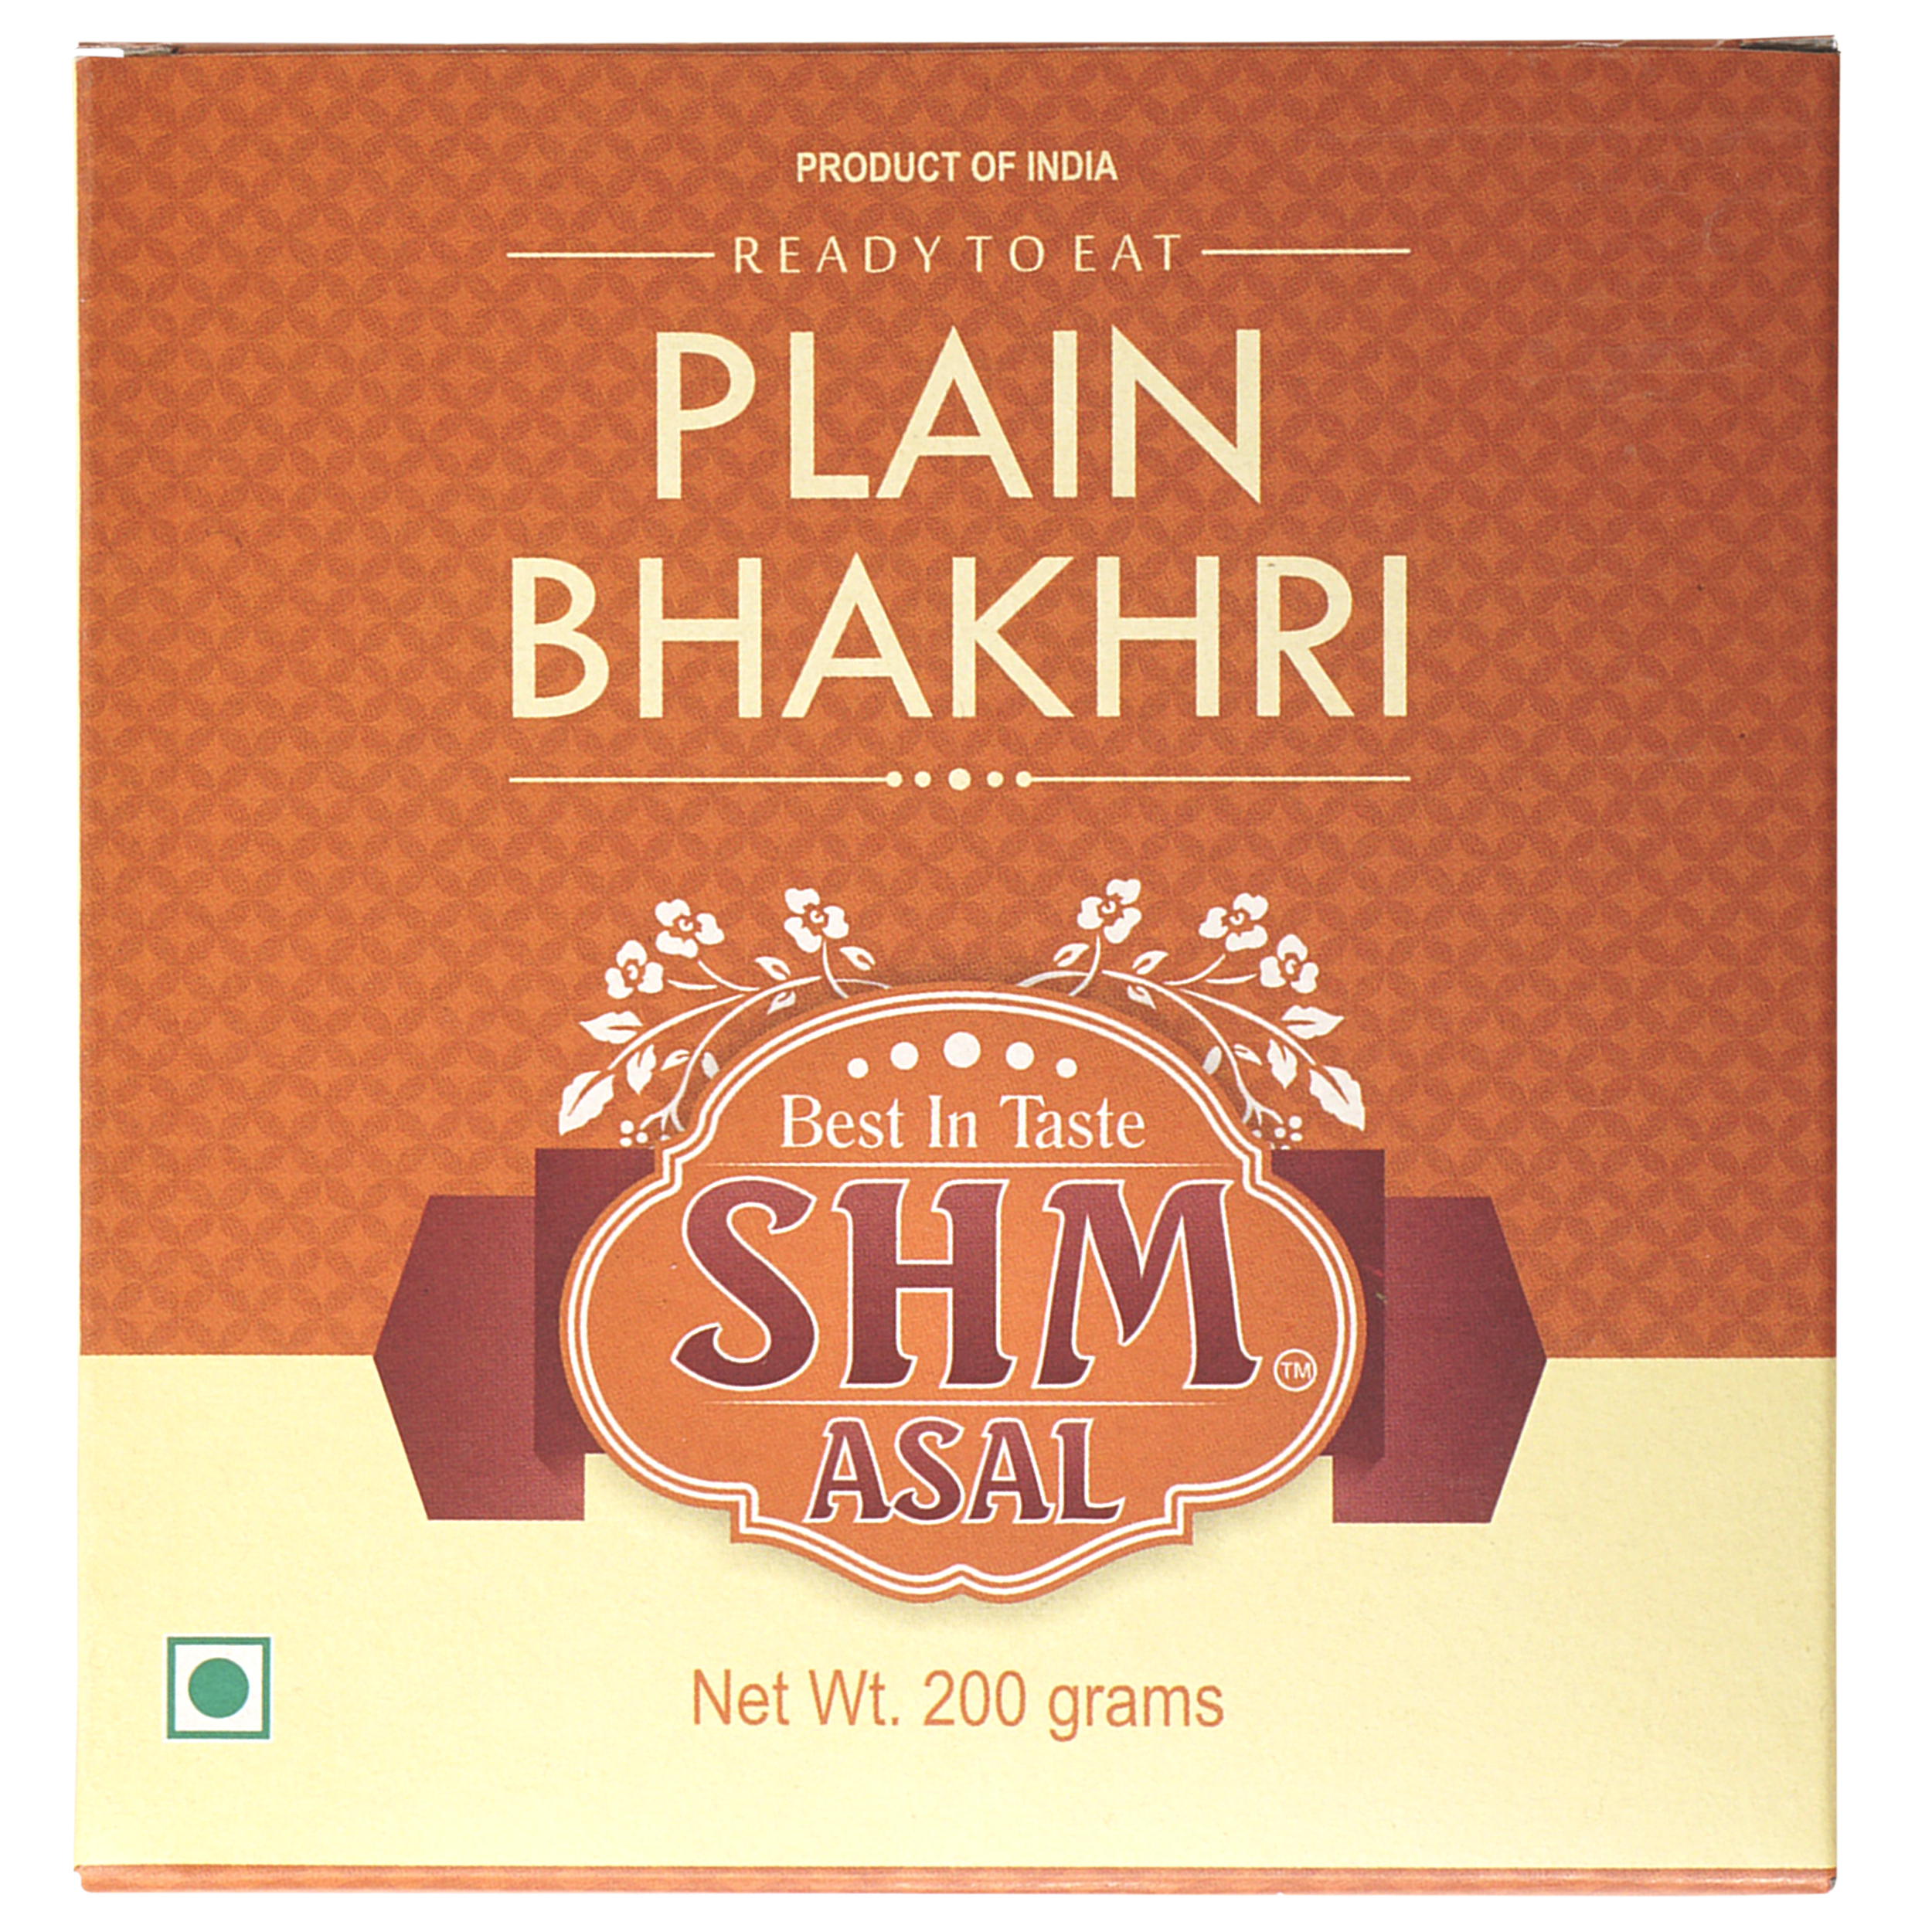 PRODUCT OF INDIA
READY TO EAT
PLAIN
BHAKHRI
Best In Taste
SHM
TM
ASAL
Net Wt. 200 grams